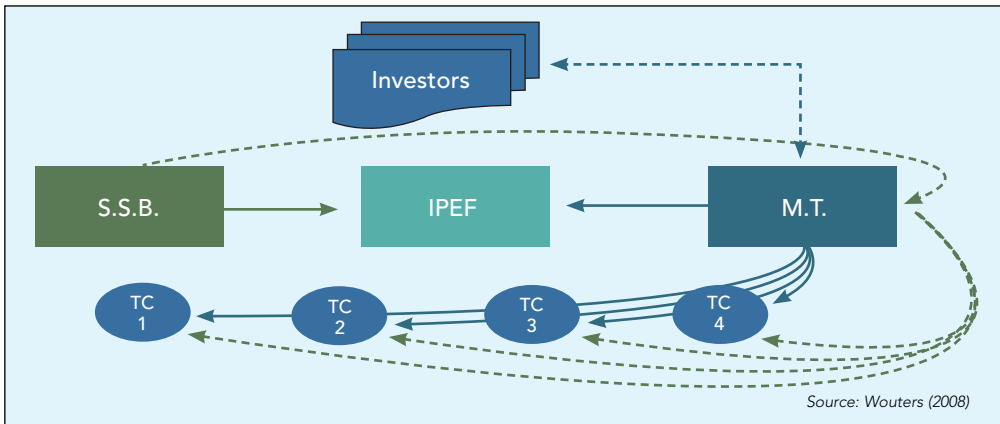 Investors
S.S.B.
IPEF
M.T.
TC
1
TC
2
TC
3
TC
4
Source: Wouters (2008)